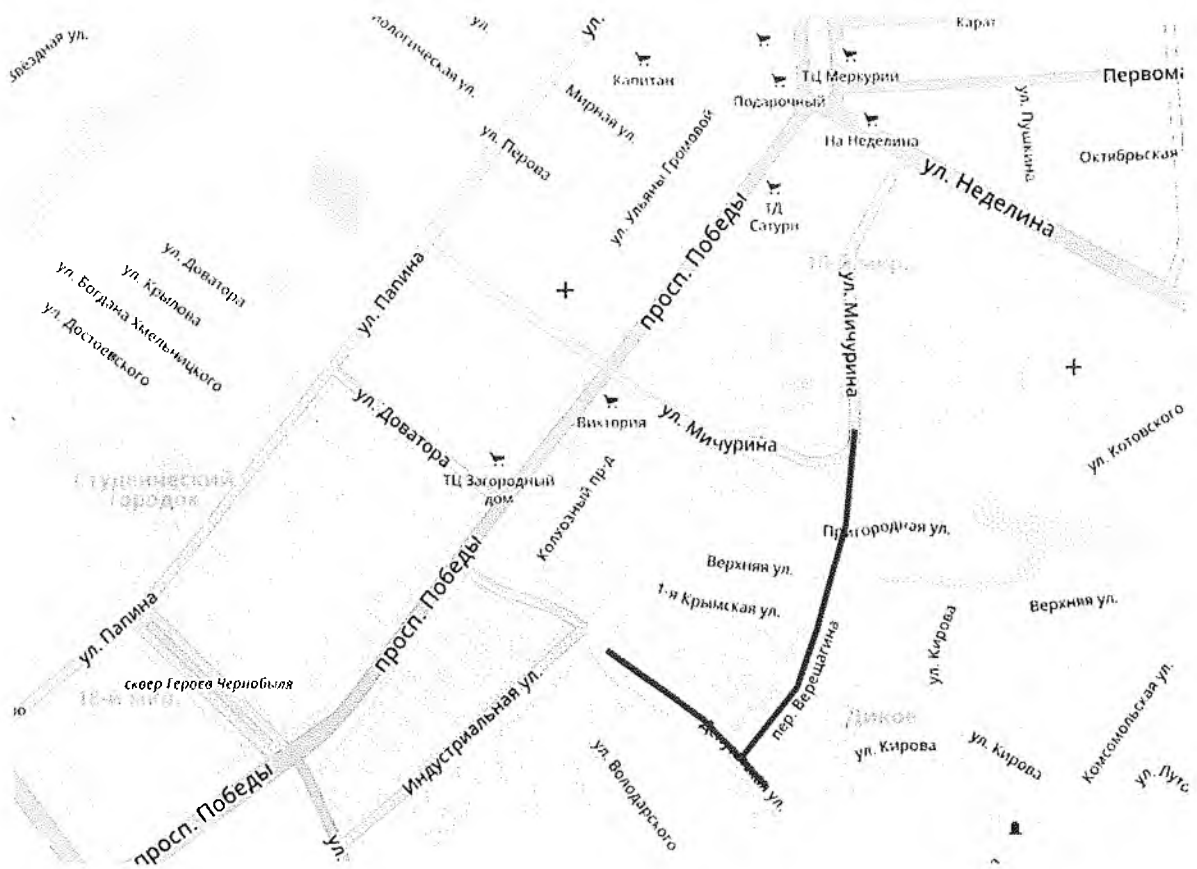 Звездная ул.
ул.
ул.
Карат
Капитан
ТЦ Меркурий
Подарочный
Первома
Мирная ул.
ул. Перова
ул. Ульяны Громовой
На Неделина
ул. Пушкина
Октябрьская
ул. Неделина
ТД
Сатурн
просп. Победы
ул. Доватора
ул. Крылова
ул. Богдана Хмельницкого
ул. Достоевского
ул. Папина
ул. Мичурина
ул. Доватора
Виктория
ул. Мичурина
ул. Котовского
Студенческий
Городок
ТЦ Загородный
дом
Колхозный пр-д
Пригородная ул.
Верхняя ул.
1-я Крымская ул.
Верхняя ул.
ул. Папина
просп. Победы
ул. Кирова
пер. Верещагина
сквер Героев Чернобыля
Индустриальная ул.
Дикое
ул. Кирова
ул. Кирова
Комсомольская ул.
ул. Володарского
ул.
просп. Победы
ул.